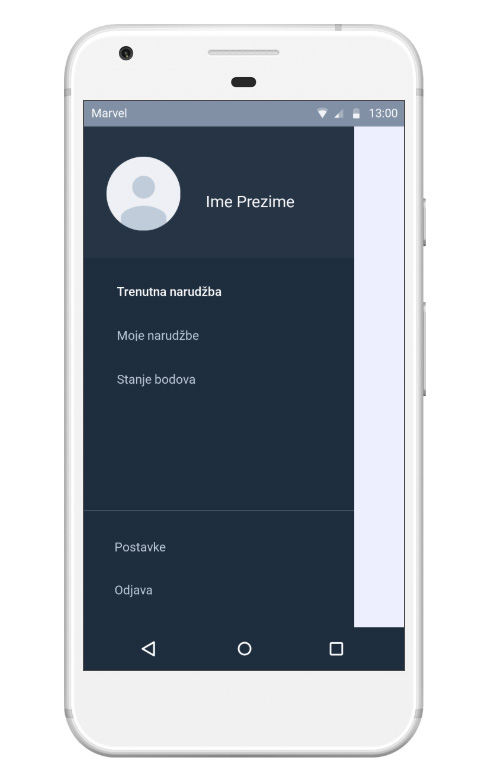 Marvel 13:00
Ime Prezime
Trenutna narudžba
Moje narudžbe
Stanje bodova
Postavke
Odjava